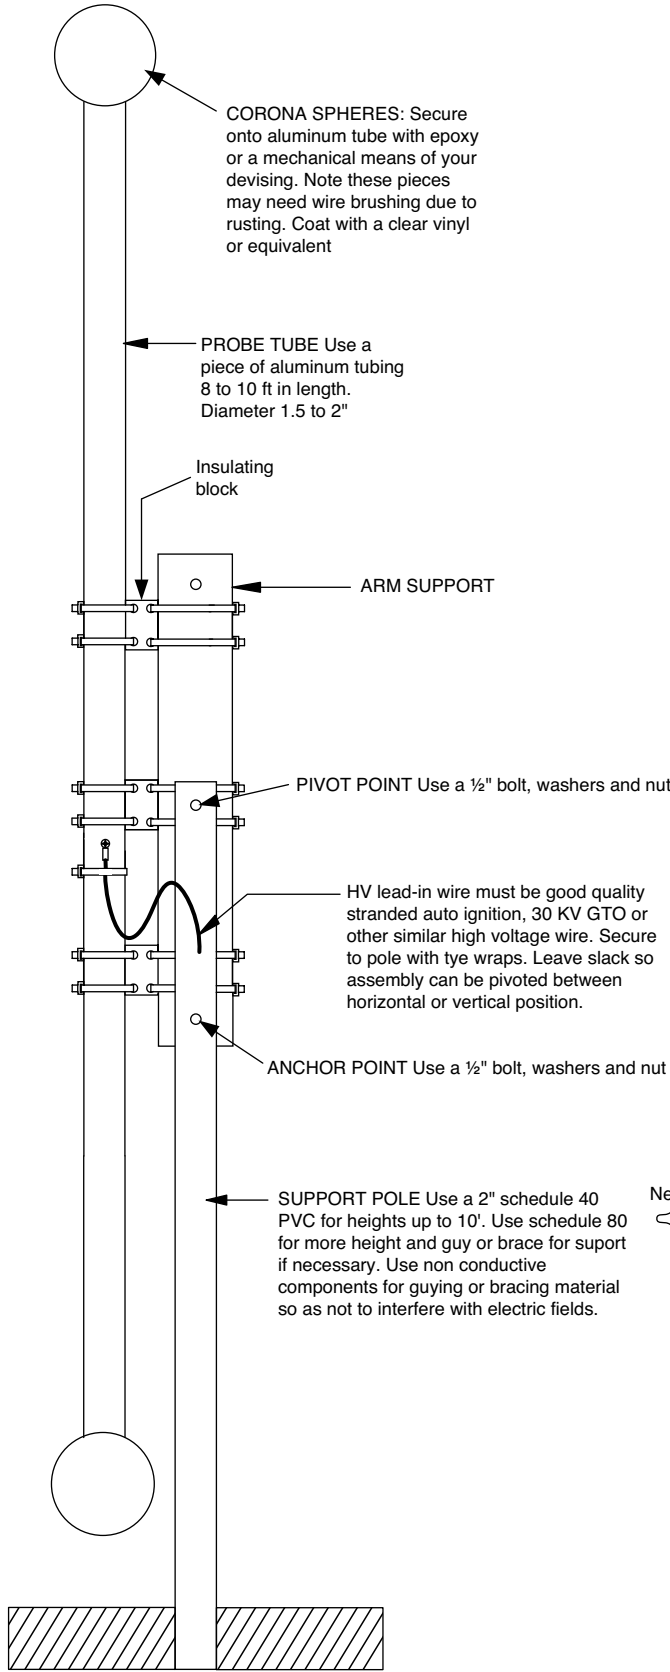 CORONA SPHERES: Secure
onto aluminum tube with epoxy
or a mechanical means of your
devising. Note these pieces
may need wire brushing due to
rusting. Coat with a clear vinyl
or equivalent
PROBE TUBE Use a
piece of aluminum tubing
8 to 10 ft in length.
Diameter 1.5 to 2"
Insulating
block
ARM SUPPORT
PIVOT POINT Use a ½" bolt, washers and nut
HV lead-in wire must be good quality
stranded auto ignition, 30 KV GTO or
other similar high voltage wire. Secure
to pole with tye wraps. Leave slack so
assembly can be pivoted between
horizontal or vertical position.
ANCHOR POINT Use a ½" bolt, washers and nut
SUPPORT POLE Use a 2" schedule 40
PVC for heights up to 10'. Use schedule 80
for more height and guy or brace for suport
if necessary. Use non conductive
components for guying or bracing material
so as not to interfere with electric fields.